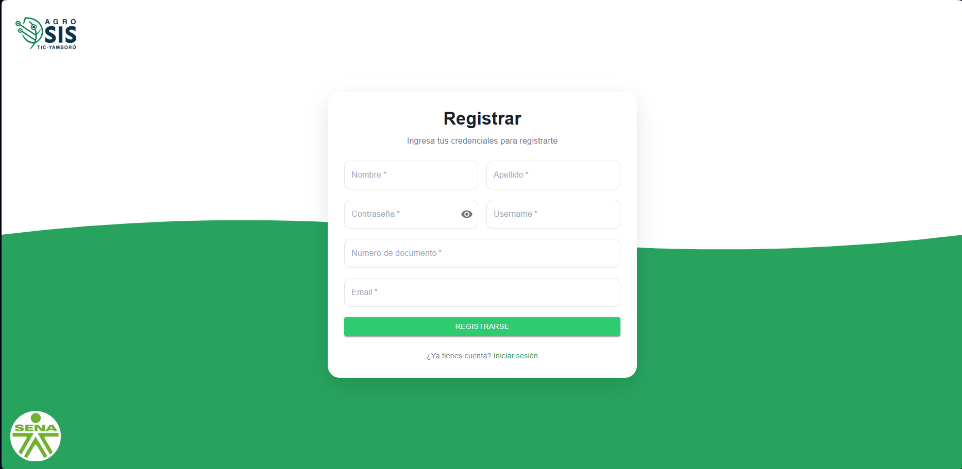 AGRO
SIS
TIC-YAMBORÓ
Registrar
Ingresa tus credenciales para registrarte
Nombre * Apellido *
Contraseña * Username *
Numero de documento *
Email *
REGISTRARSE
¿Ya tienes cuenta? Iniciar sesión
SENA